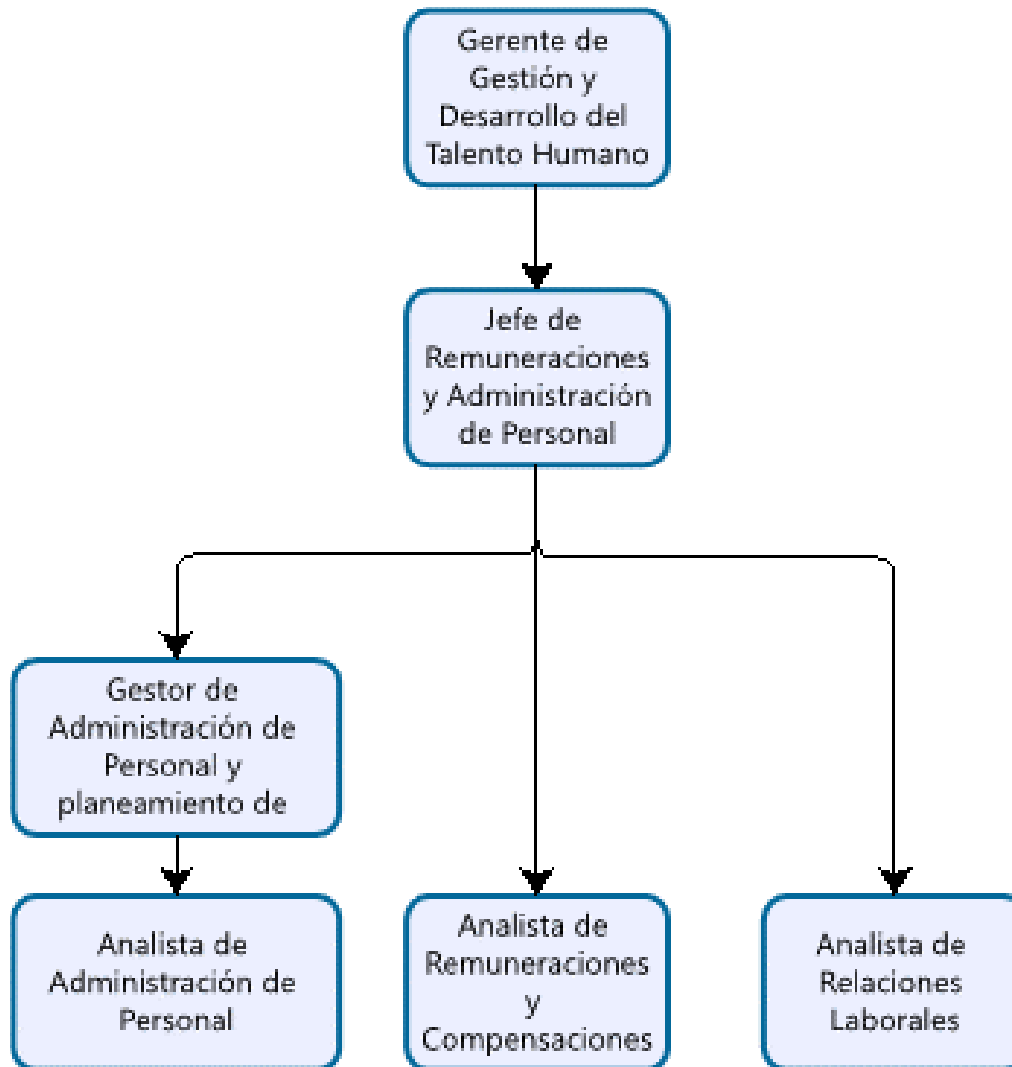 Gerente de
Gestión y
Desarrollo del
Talento Humano
Jefe de
Remuneraciones
y Administración
de Personal
Gestor de
Administración de
Personal y
planeamiento de
Analista de
Administración de
Personal
Analista de
Remuneraciones
y
Compensaciones
Analista de
Relaciones
Laborales